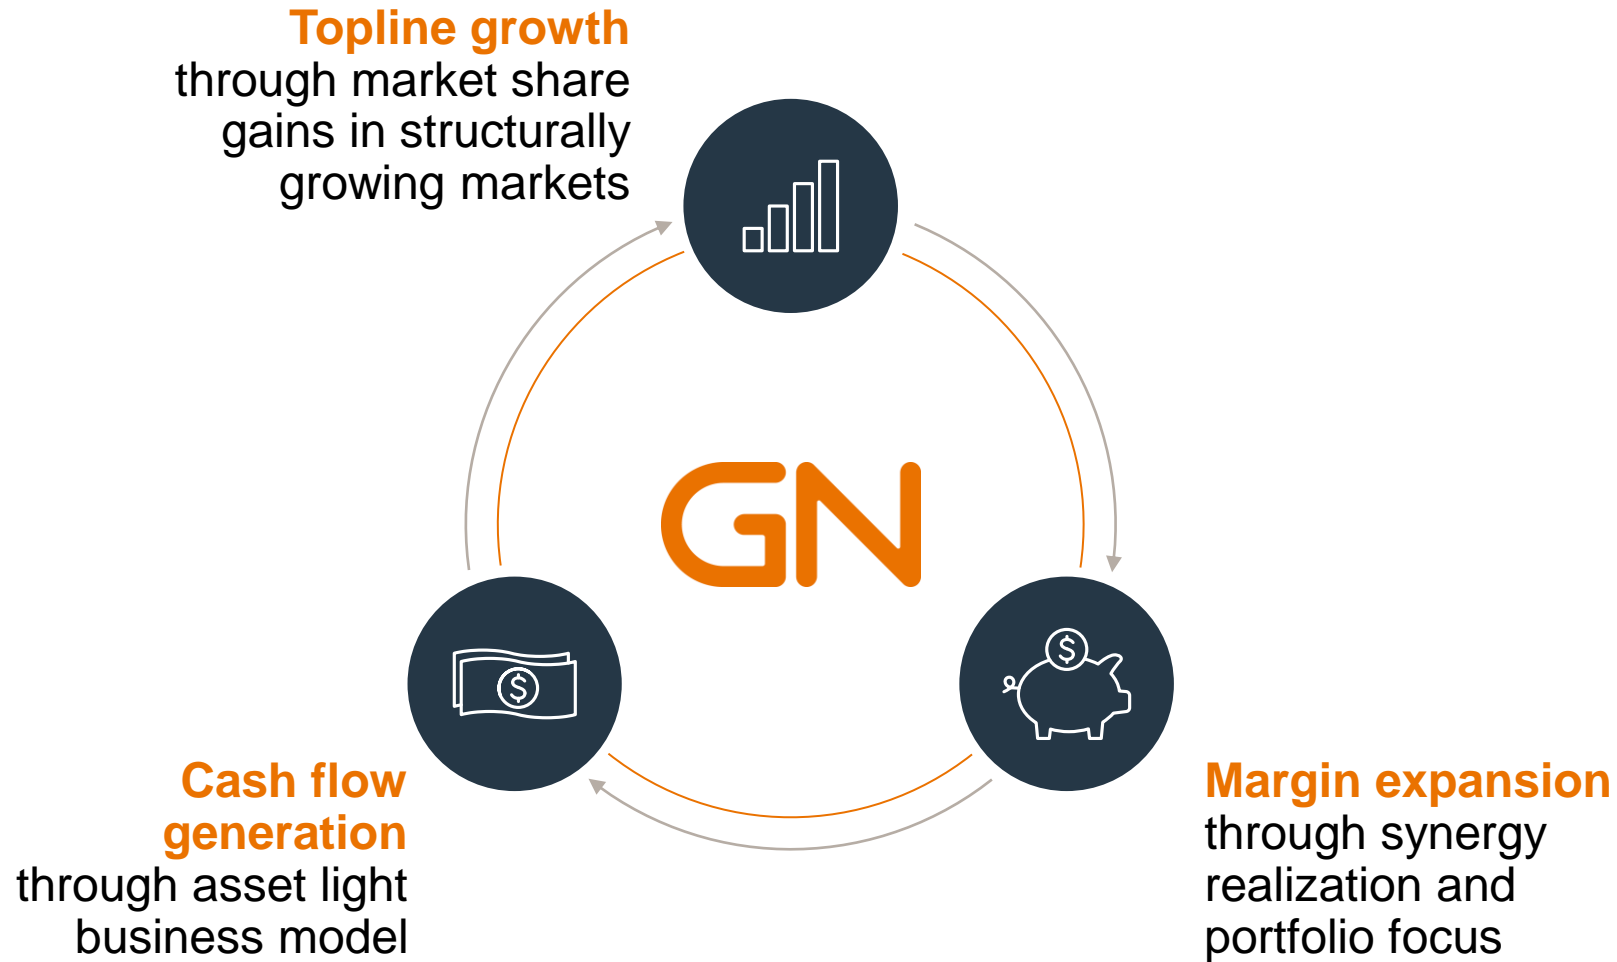 Topline growth
through market share
gains in structurally
growing markets
GN
$
$
Cash flow
generation
through asset light
business model
Margin expansion
through synergy
realization and
portfolio focus